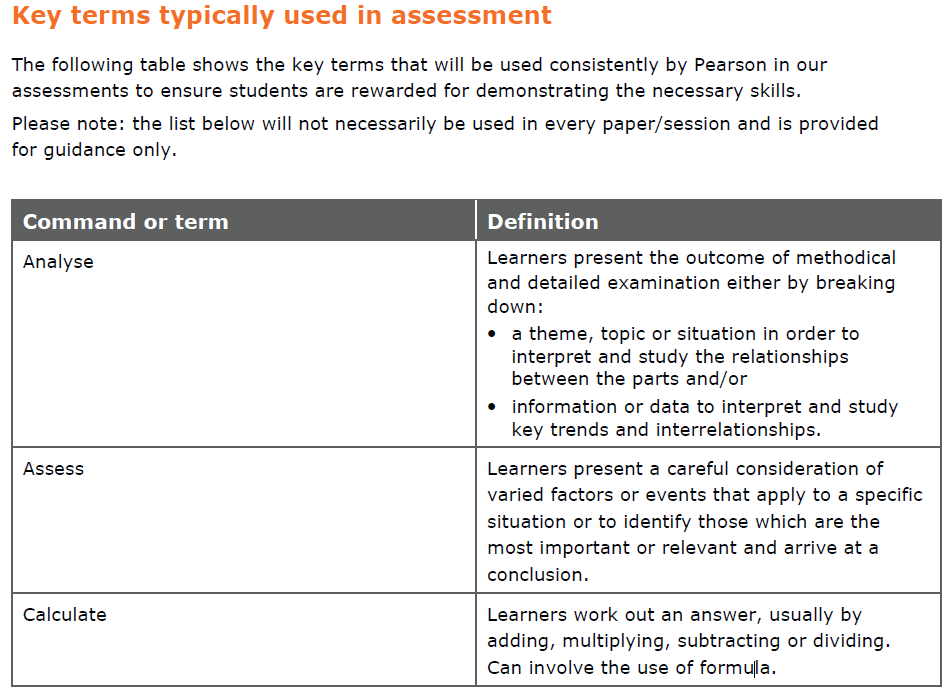 Key terms typically used in assessment
The following table shows the key terms that will be used consistently by Pearson in our
assessments to ensure students are rewarded for demonstrating the necessary skills.
Please note: the list below will not necessarily be used in every paper/session and is provided
for guidance only.
Command or term
Definition
Analyse
Learners present the outcome of methodical
and detailed examination either by breaking
down:
• a theme, topic or situation in order to
interpret and study the relationships
between the parts and/or
• information or data to interpret and study
key trends and interrelationships.
Assess
Learners present a careful consideration of
varied factors or events that apply to a specific
situation or to identify those which are the
most important or relevant and arrive at a
conclusion.
Calculate
Learners work out an answer, usually by
adding, multiplying, subtracting or dividing.
Can involve the use of formula.